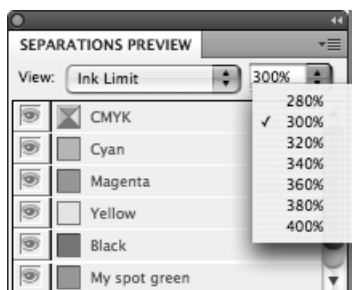 SEPARATIONS PREVIEW
View: Ink Limit 300%
280%
✓ 300%
320%
340%
360%
380%
400%
CMYK
Cyan
Magenta
Yellow
Black
My spot green